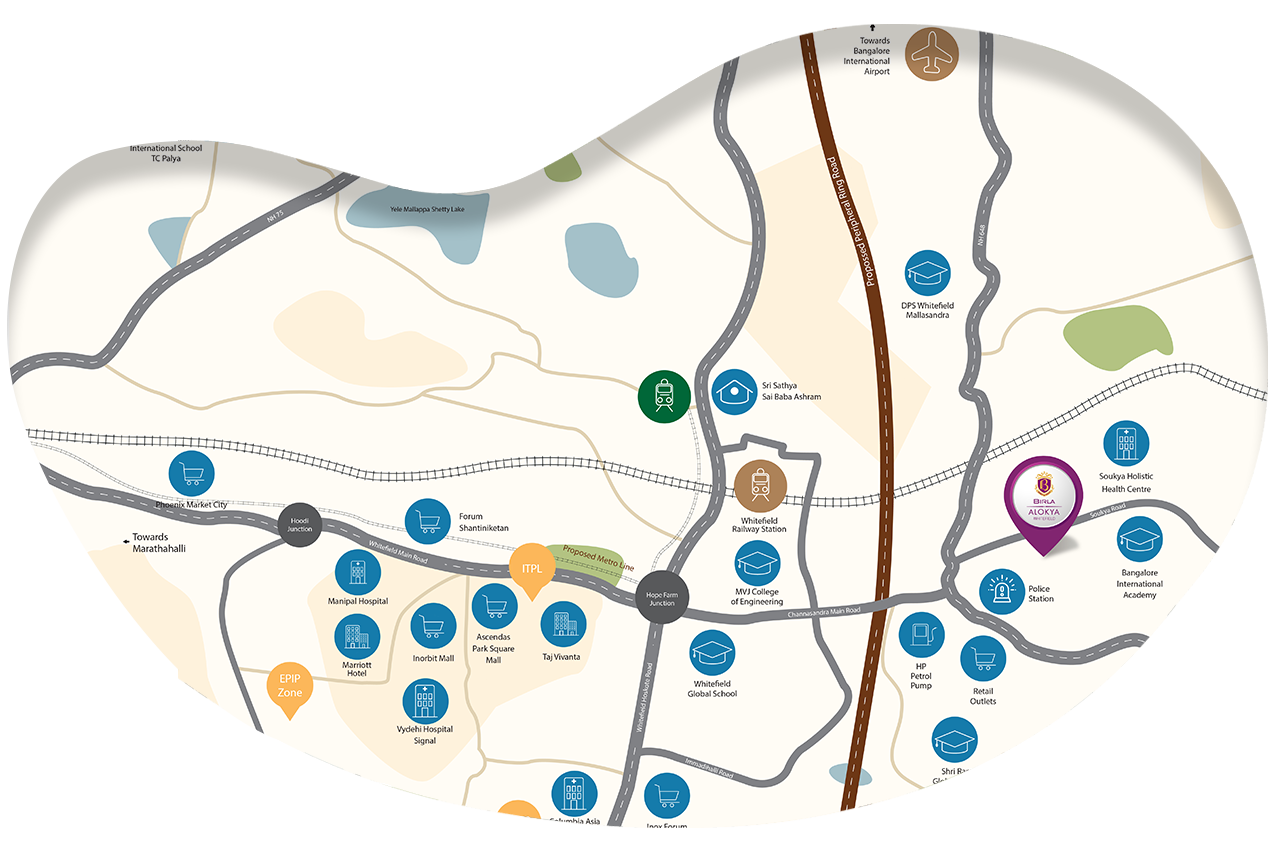 Towards
Bangalore
International
Airport
International School
TC Palya
NH 75
Yele Mallappa Shetty Lake
Propossed Peripheral Ring Road
NH 648
DPS Whitefield
Mallasandra
Sri Sathya
Sai Baba Ashram
Phoenix Market City
Hoodi
Junction
Forum
Shantiniketan
Towards
Marathahalli
Whitefield Main Road
Proposed Metro Line
ITPL
Whitefield
Railway Station
Soukya Holistic
Health Centre
BIRLA
ALOKYA
WHITEFIELD
Soukya Road
Bangalore
International
Academy
Police
Station
MVJ College
of Engineering
Hope Farm
Junction
Channasandra Main Road
Manipal Hospital
Marriott
Hotel
Inorbit Mall
Ascendas
Park Square
Mall
Taj Vivanta
Whitefield
Global School
HP
Petrol
Pump
Retail
Outlets
EPIP
Zone
Vydehi Hospital
Signal
Whitefield Hoskote Road
Immadihalli Road
Columbia Asia
Inox Forum
Shri Ra